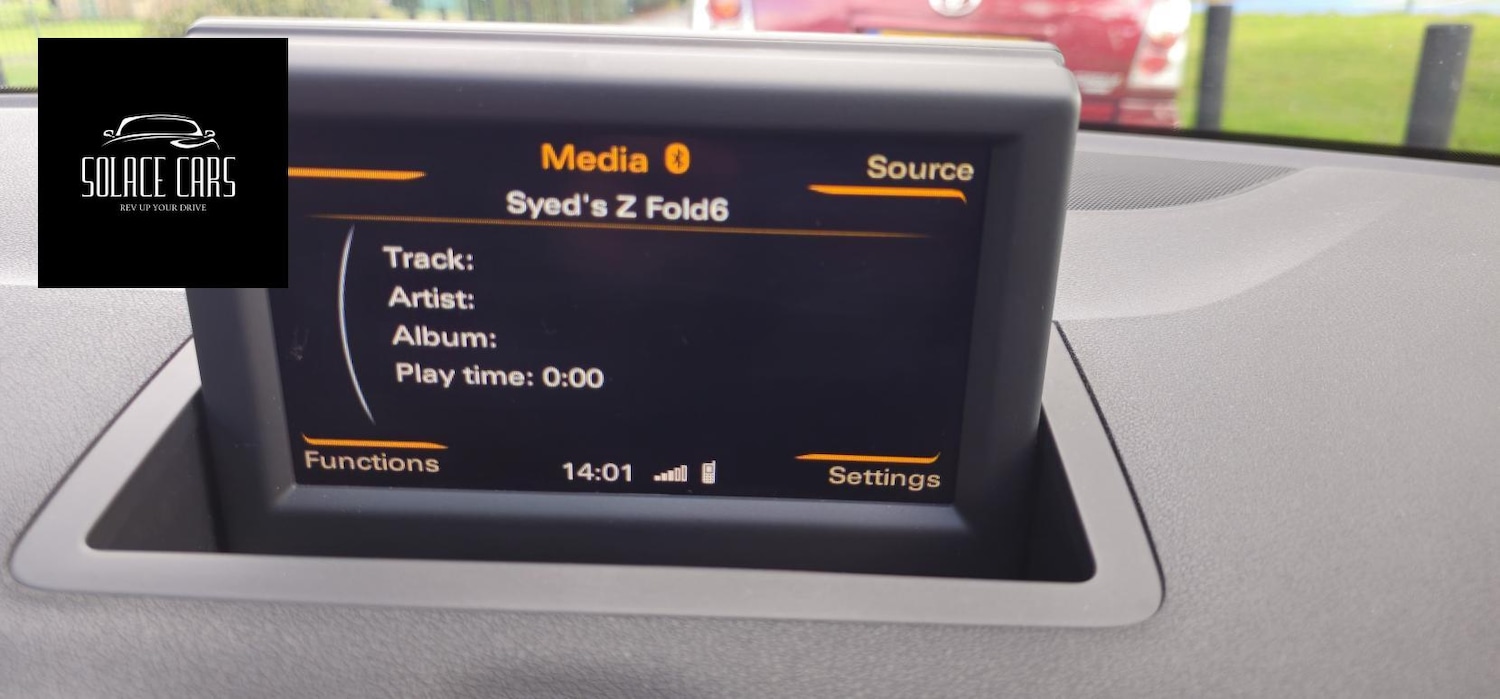 SOLACE CARS
REV UP YOUR DRIVE
Media
Source
Syed's Z Fold6
Track:
Artist:
Album:
Play time: 0:00
Functions
14:01
Settings